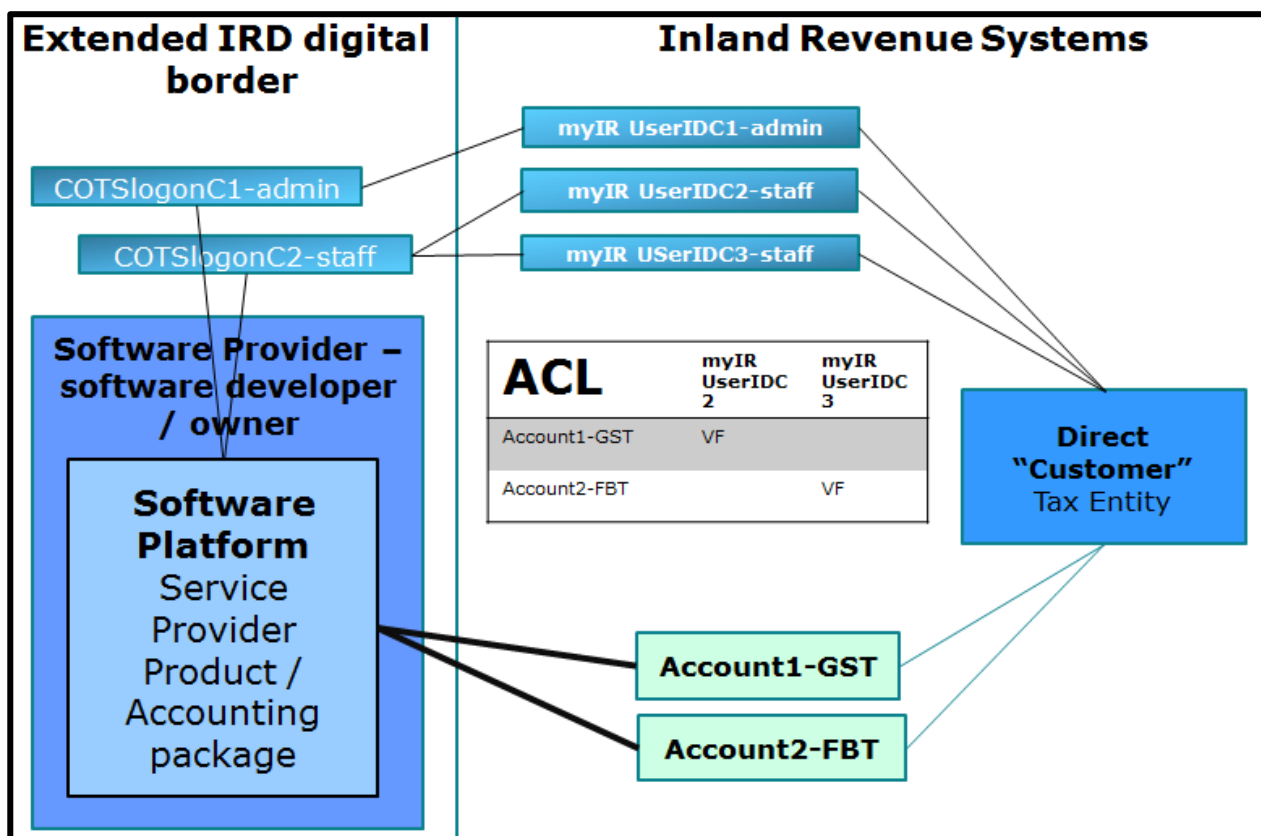 Extended IRD digital
border
Inland Revenue Systems
myIR UserIDC1-admin
COTSlogonC1-admin
myIR UserIDC2-staff
COTSlogonC2-staff
myIR USerIDC3-staff
Software Provider –
software developer
/ owner
Software
Platform
Service
Provider
Product /
Accounting
package
ACL
myIR
UserIDC
2
myIR
UserIDC
3
Account1-GST
VF
Account2-FBT
VF
Direct
“Customer”
Tax Entity
Account1-GST
Account2-FBT